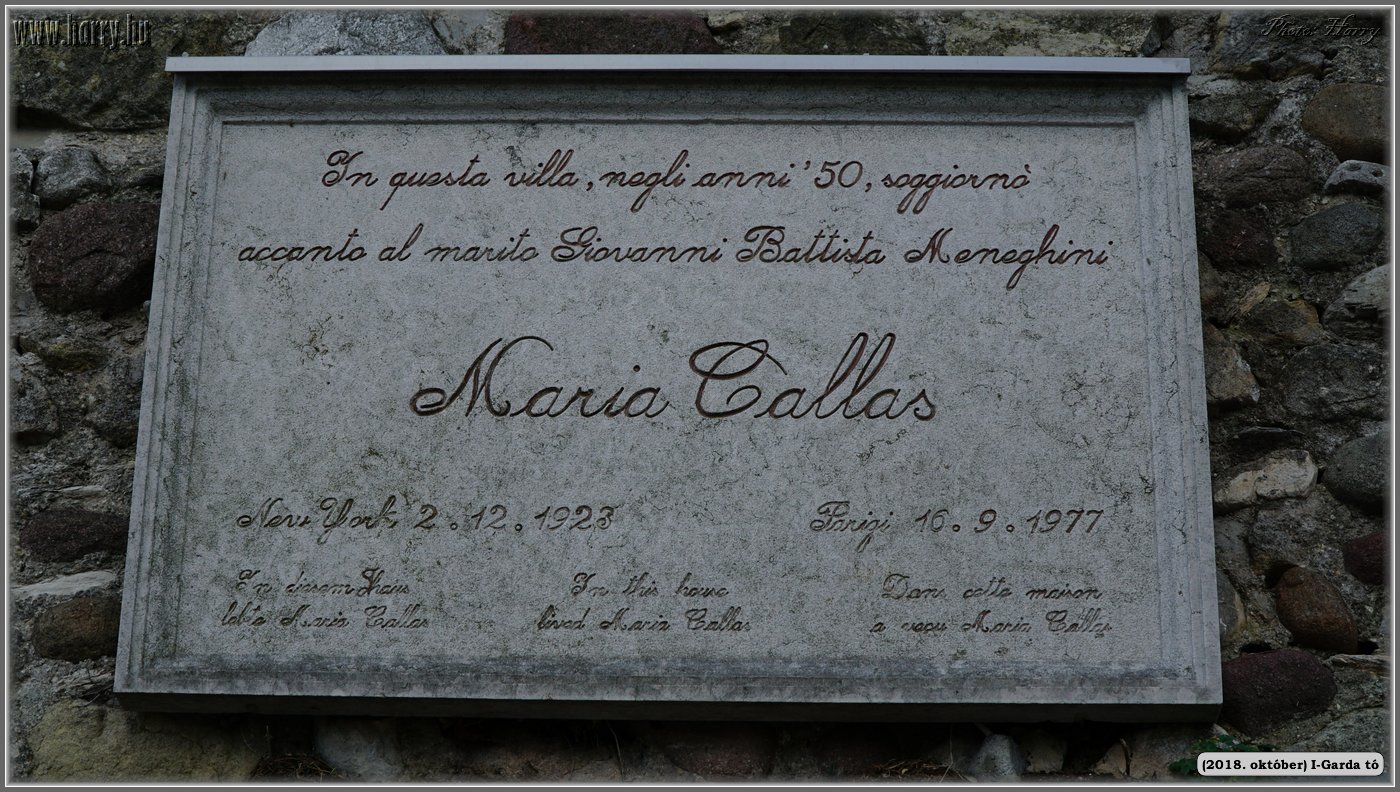 www.harry.hu
Photo: Harry
In questa villa, negli anni '50, soggiornò
accanto al marito Giovanni Battista Meneghini
Maria Callas
New York 2.12.1923
Parigi 16.9.1977
In diesem Haus
lebte Maria Callas
In this house
lived Maria Callas
Dans cette maison
a vecu Maria Callas
(2018. október) I-Garda tó